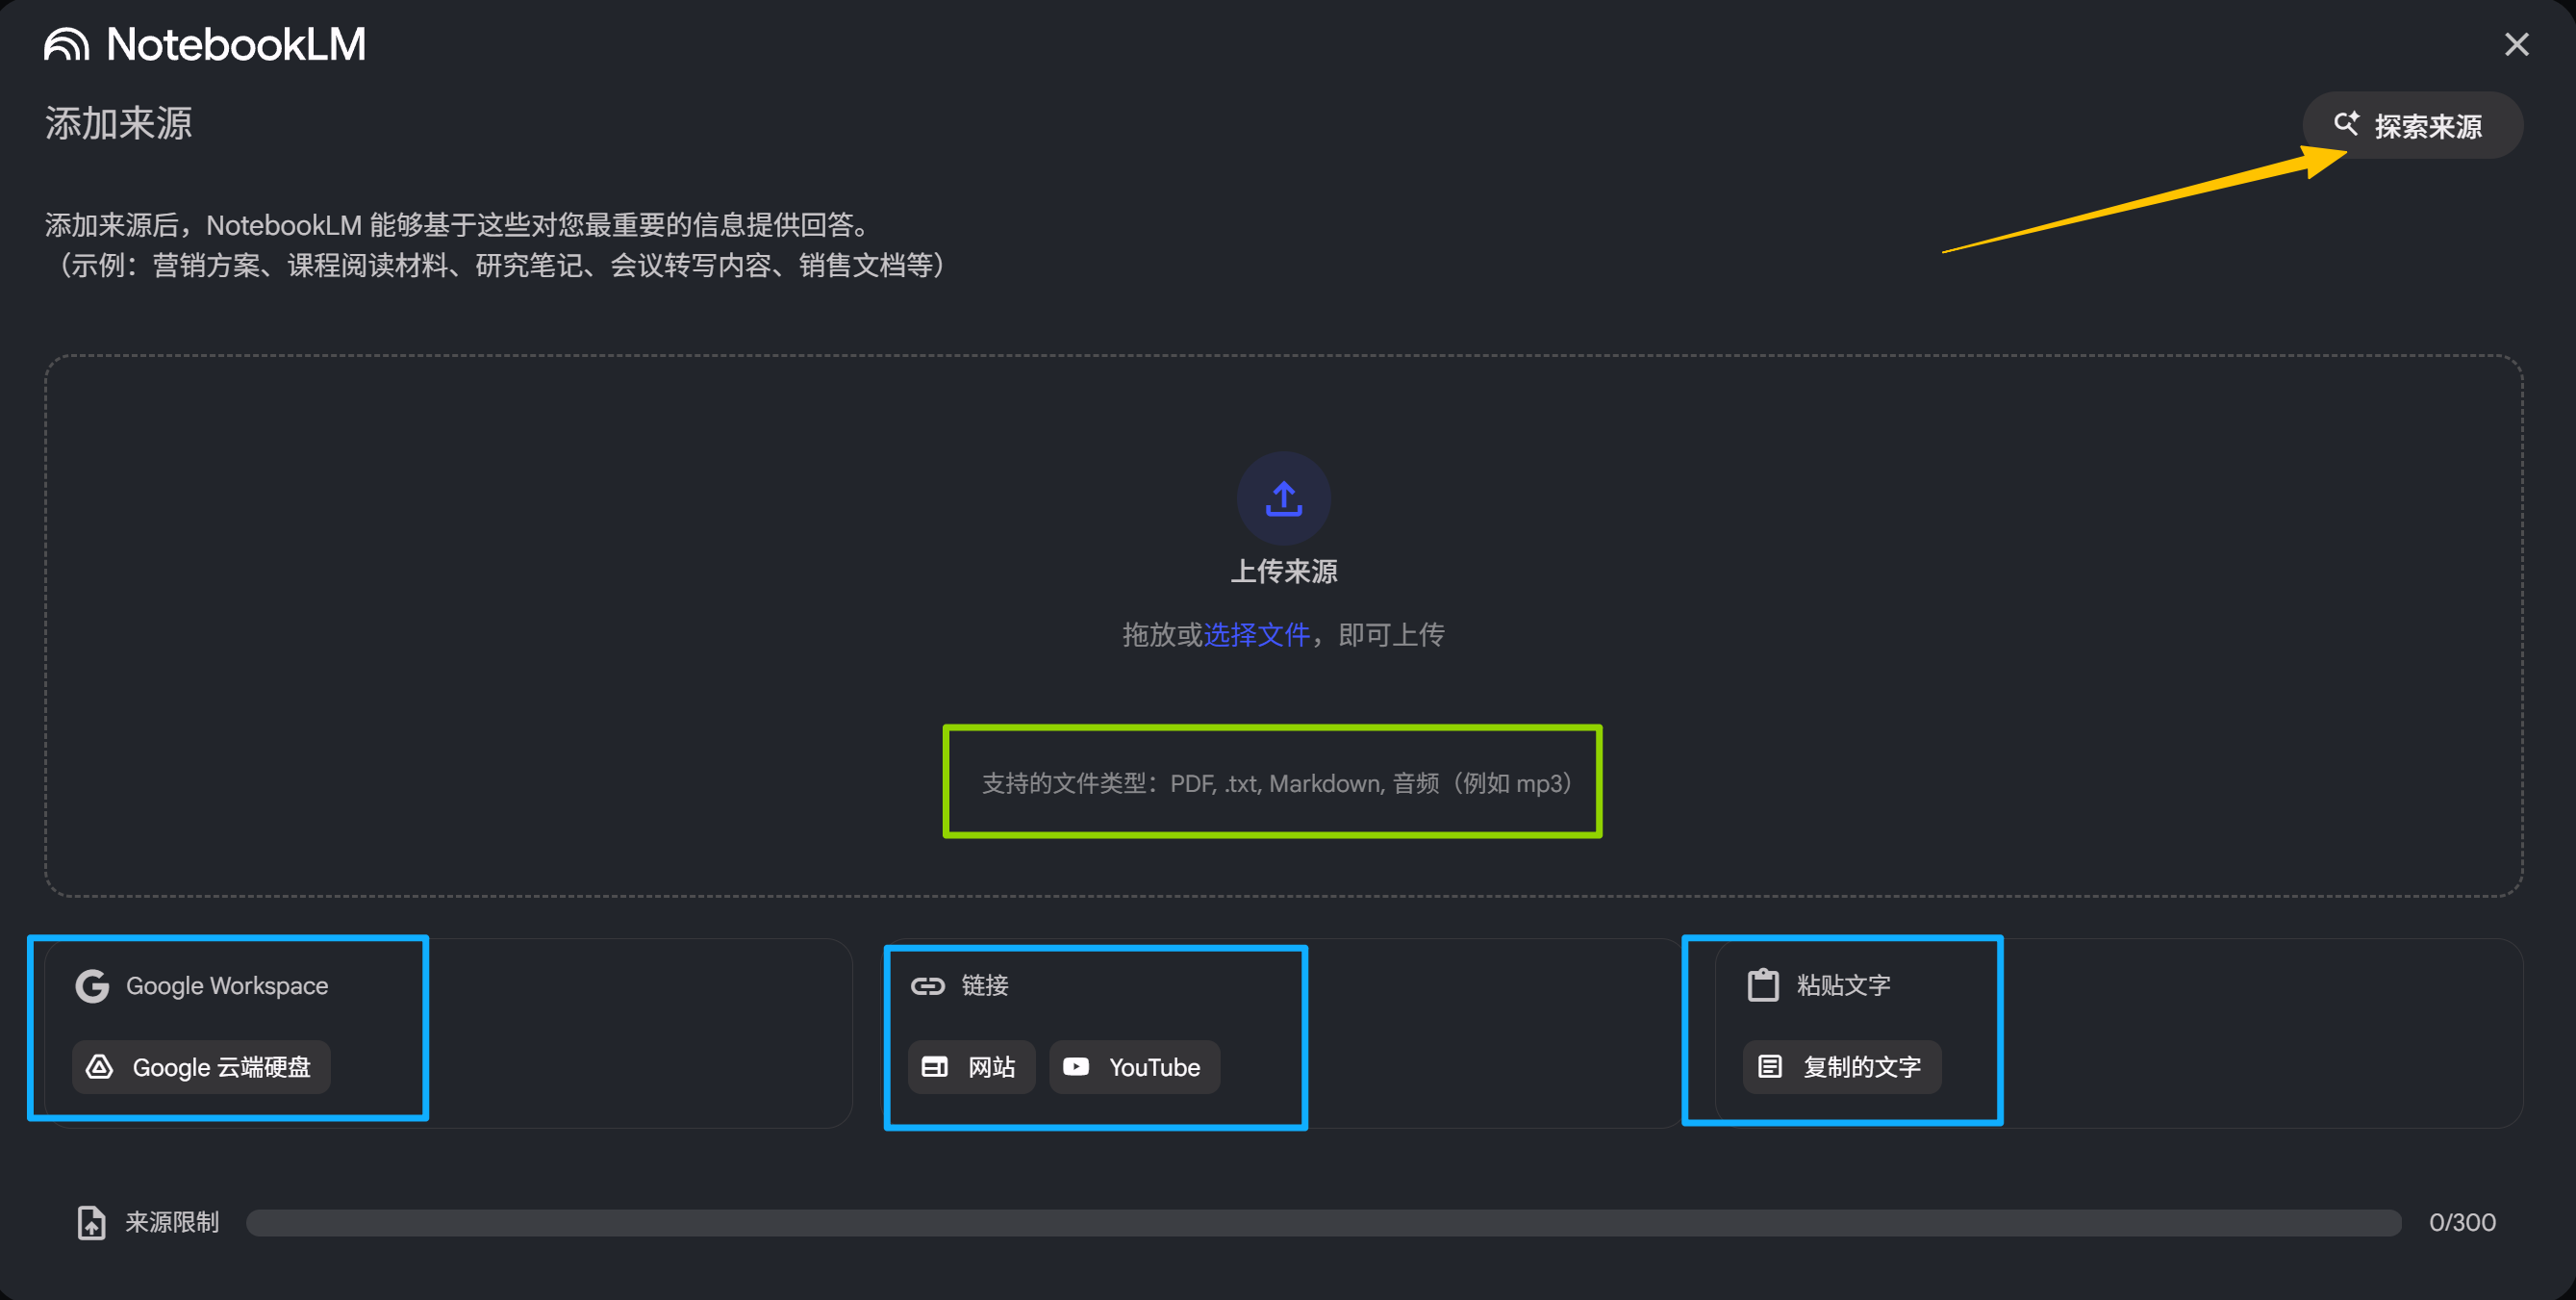 NotebookLM
添加来源
探索来源
添加来源后，NotebookLM 能够基于这些对您最重要的信息提供回答。
（示例：营销方案、课程阅读材料、研究笔记、会议转写内容、销售文档等）
上传来源
拖放或选择文件，即可上传
支持的文件类型：PDF, .txt, Markdown, 音频（例如 mp3）
Google Workspace
Google 云端硬盘
链接
网站
YouTube
粘贴文字
复制的文字
来源限制
0/300